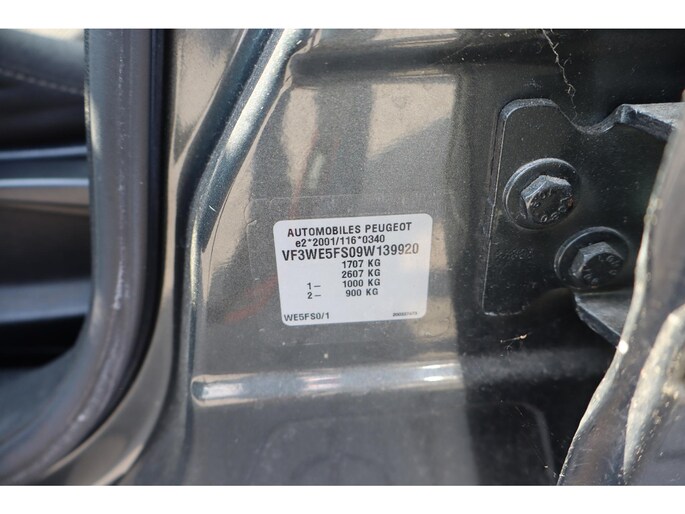 AUTOMOBILES PEUGEOT
e2*2001/116*0340
VF3WE5FS09W139920
1707 KG
2607 KG
1— 1000 KG
2— 900 KG
WE5FS0/1